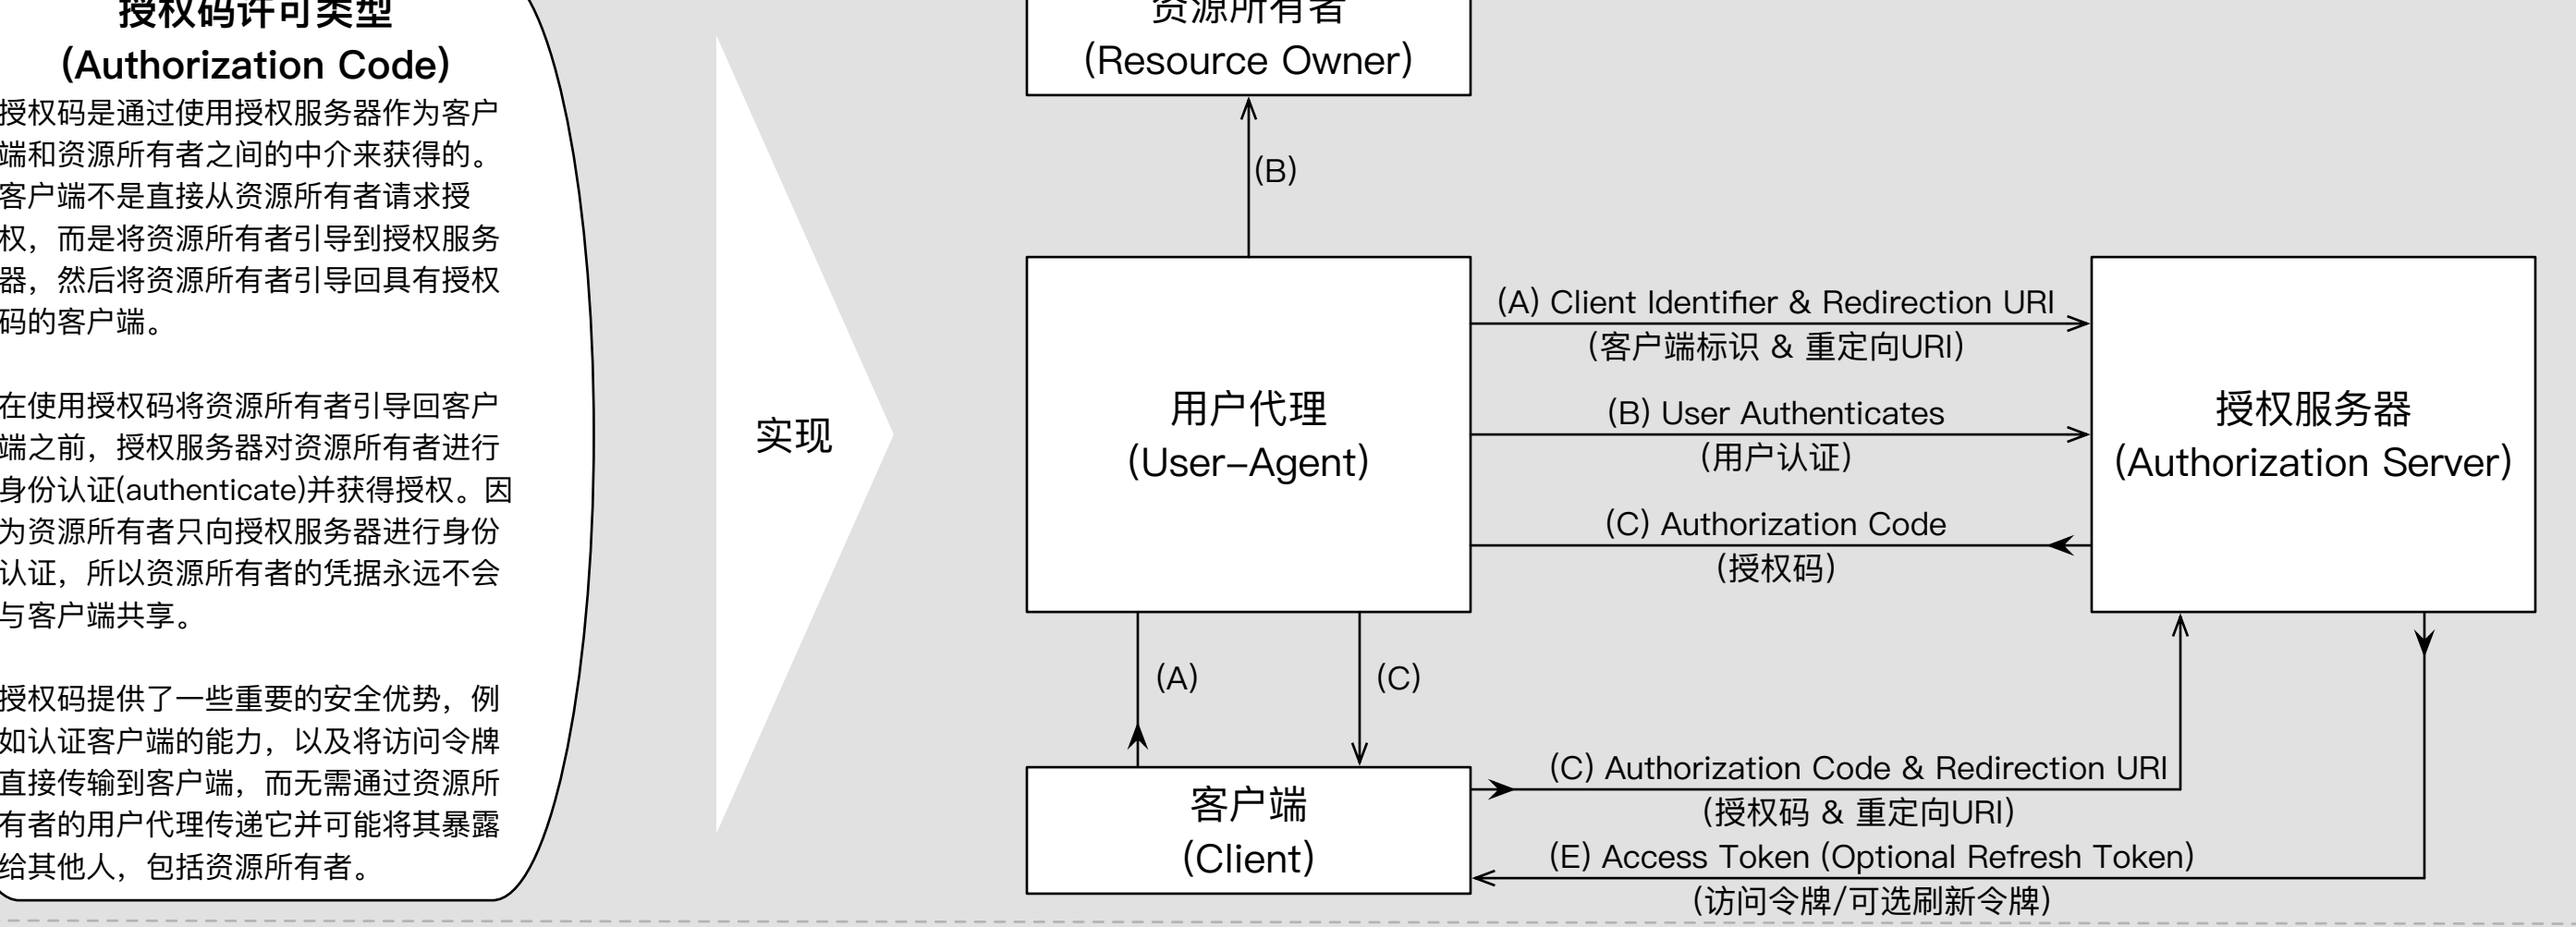 授权码许可类型
(Authorization Code)
授权码是通过使用授权服务器作为客户
端和资源所有者之间的中介来获得的。
客户端不是直接从资源所有者请求授
权，而是将资源所有者引导到授权服务
器，然后将资源所有者引导回具有授权
码的客户端。
在使用授权码将资源所有者引导回客户
端之前，授权服务器对资源所有者进行
身份认证(authenticate)并获得授权。因
为资源所有者只向授权服务器进行身份
认证，所以资源所有者的凭据永远不会
与客户端共享。
授权码提供了一些重要的安全优势，例
如认证客户端的能力，以及将访问令牌
直接传输到客户端，而无需通过资源所
有者的用户代理传递它并可能将其暴露
给其他人，包括资源所有者。
实现
资源所有者
(Resource Owner)
(B)
用户代理
(User-Agent)
(A) Client Identifier & Redirection URI
(客户端标识 & 重定向URI)
(B) User Authenticates
(用户认证)
(C) Authorization Code
(授权码)
授权服务器
(Authorization Server)
(A)
(C)
客户端
(Client)
(C) Authorization Code & Redirection URI
(授权码 & 重定向URI)
(E) Access Token (Optional Refresh Token)
(访问令牌/可选刷新令牌)